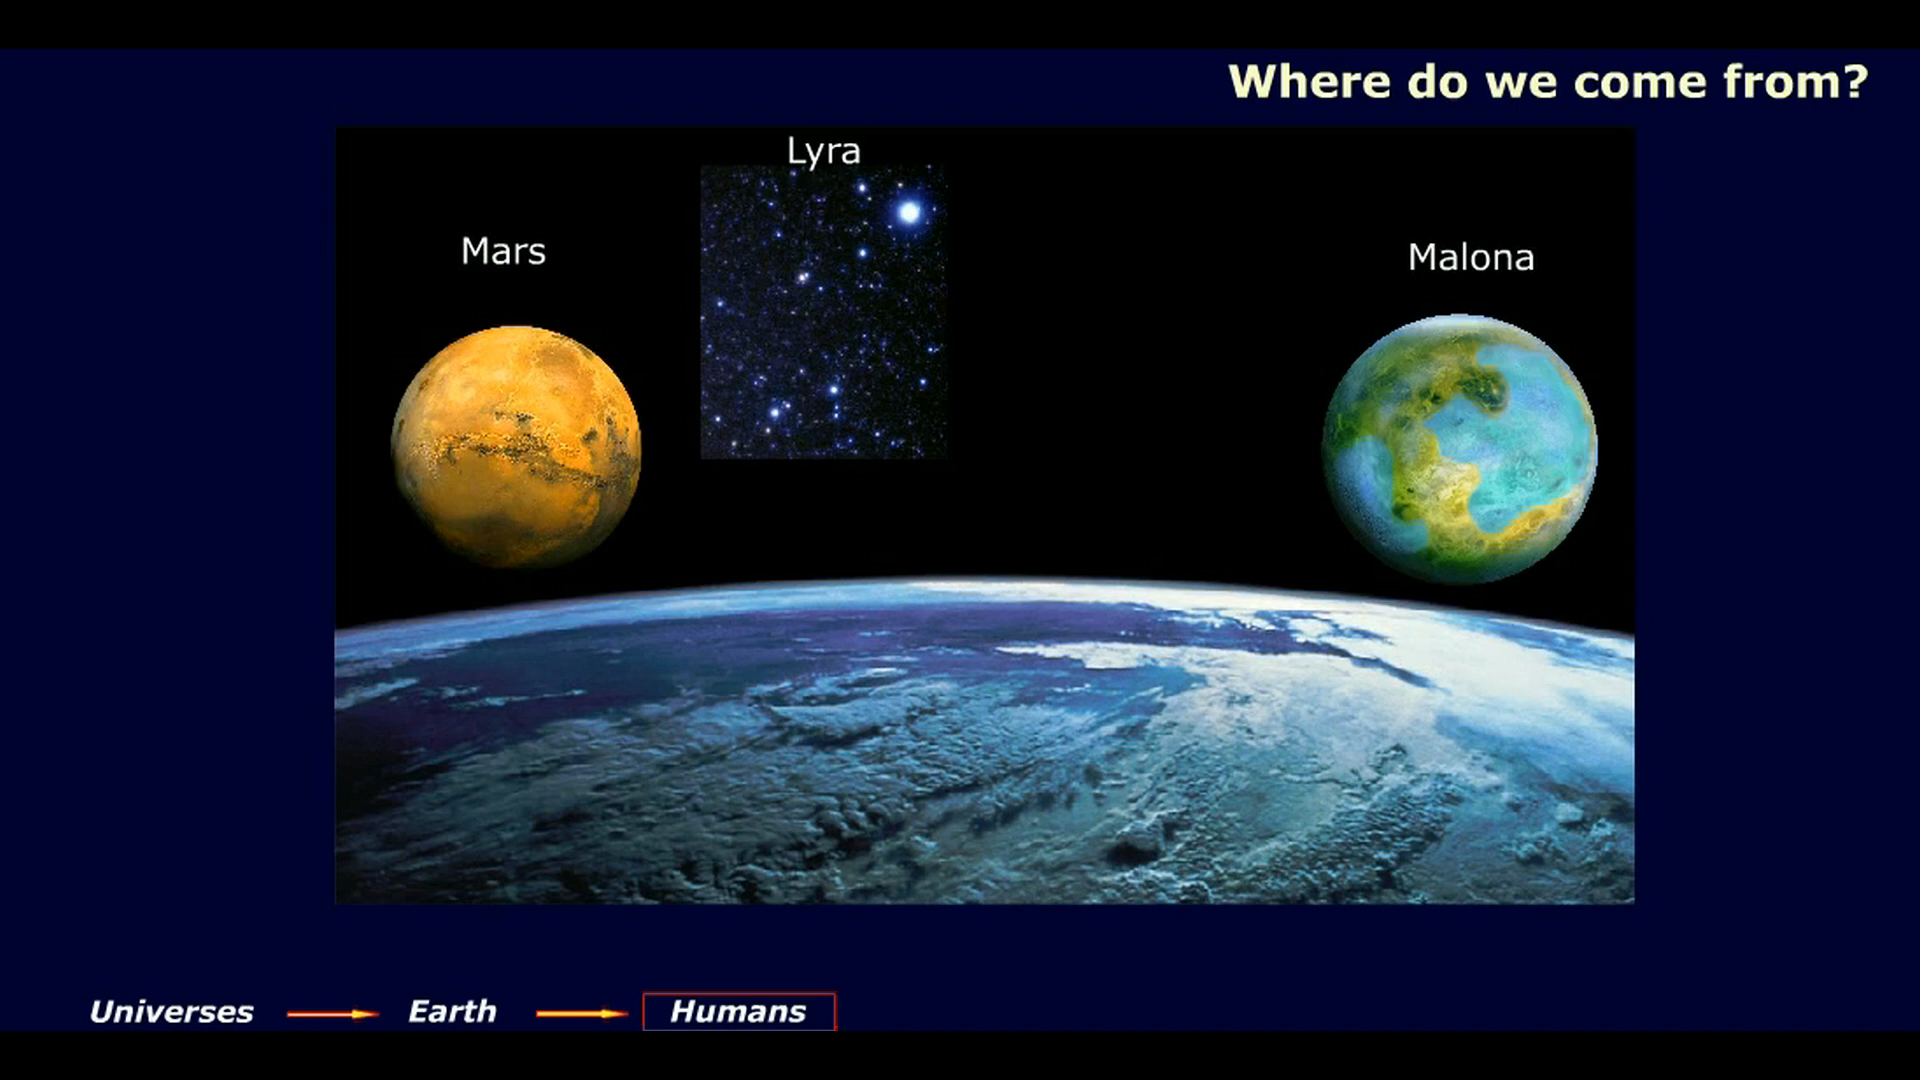 Where do we come from?
Lyra
Mars
Malona
Universes Earth Humans